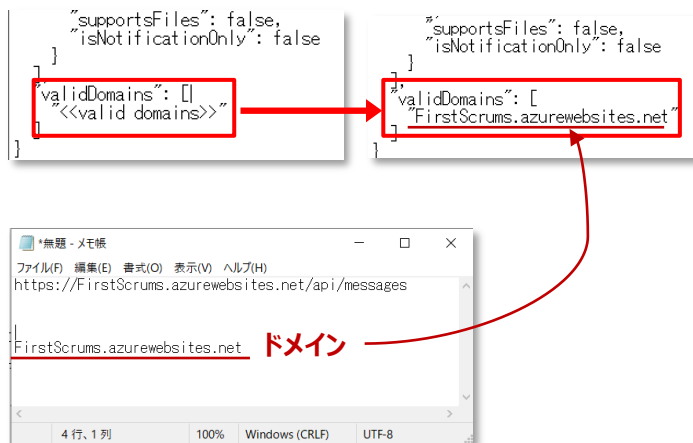 "supportsFiles": false,
"isNotificationOnly": false
}
],
"validDomains": [
"<<valid domains>>"
]
}
"supportsFiles": false,
"isNotificationOnly": false
}
],
"validDomains": [
"FirstScrums.azurewebsites.net"
]
}
*無題 - メモ帳
ファイル(F) 編集(E) 書式(O) 表示(V) ヘルプ(H)
https://FirstScrums.azurewebsites.net/api/messages
FirstScrums.azurewebsites.net ドメイン
4 行、1 列 100% Windows (CRLF) UTF-8